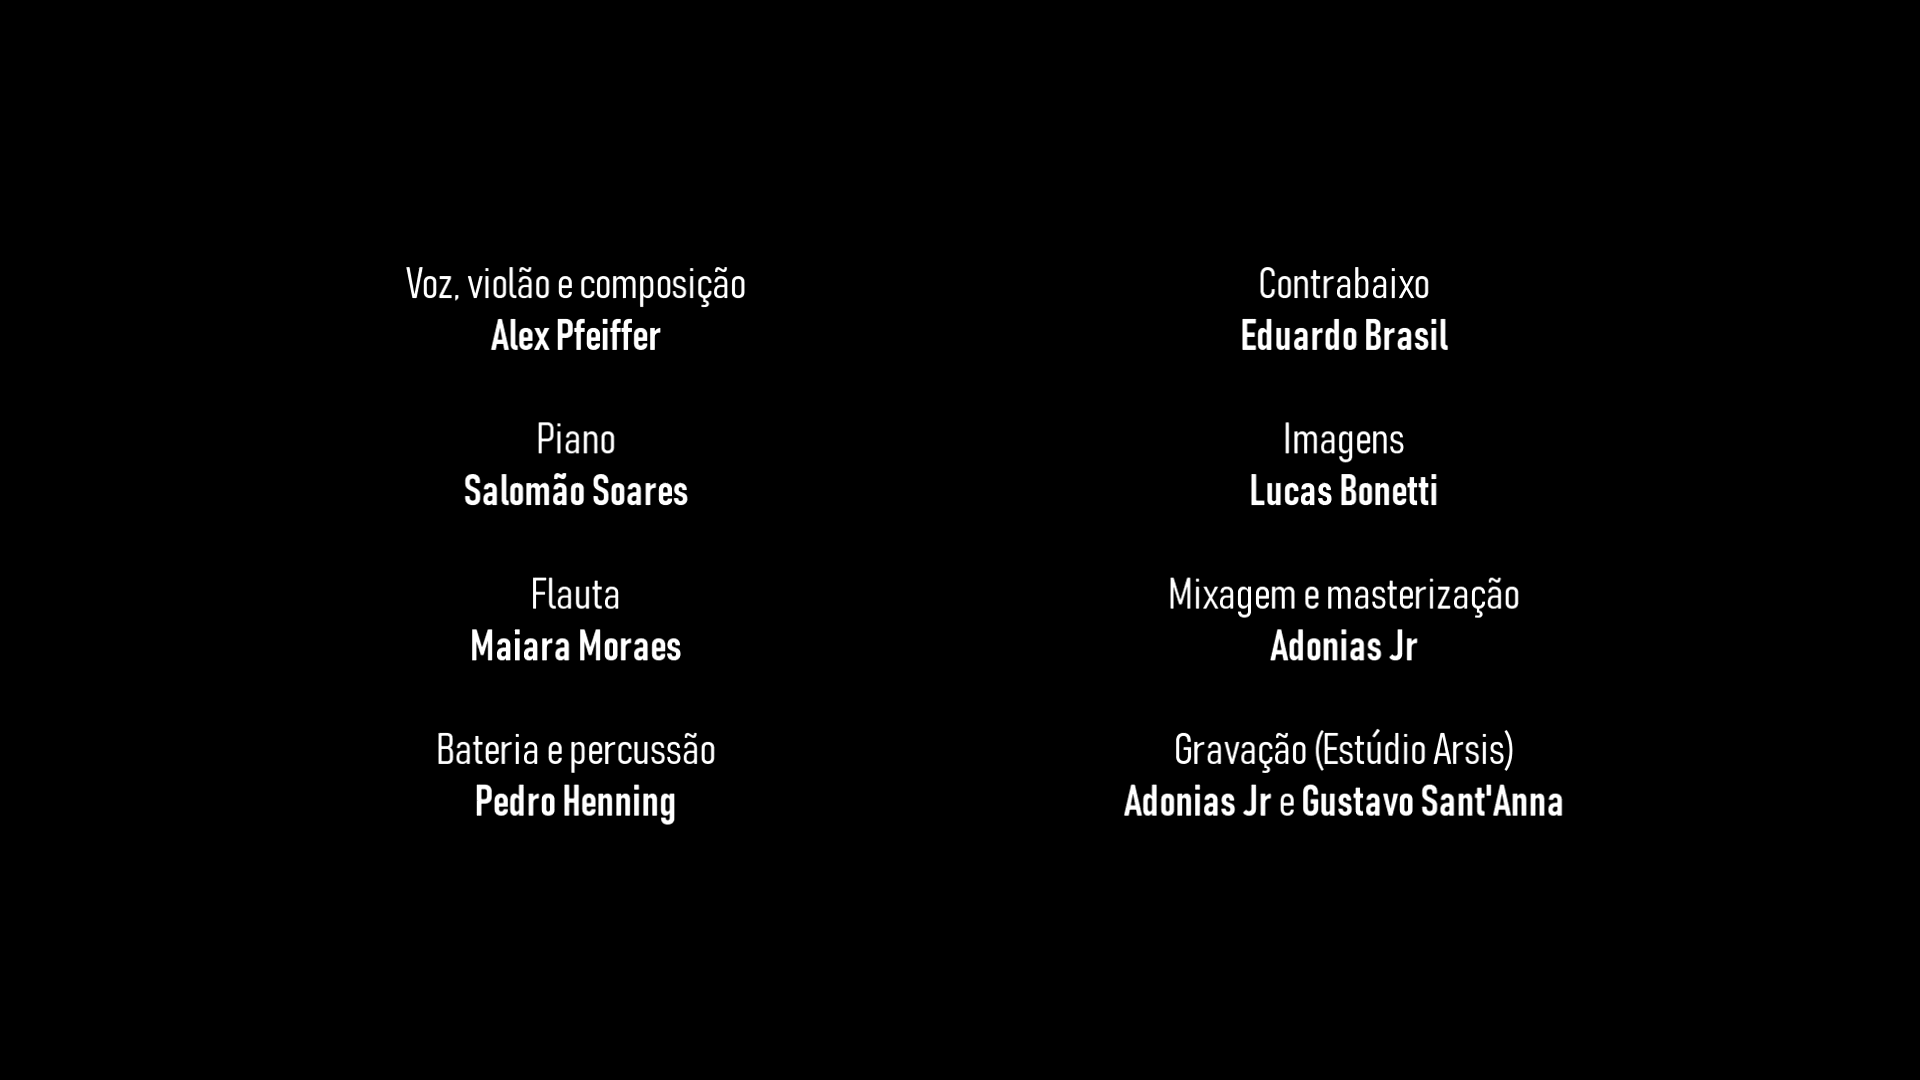 Voz, violão e composição
Alex Pfeiffer
Piano
Salomão Soares
Flauta
Maiara Moraes
Bateria e percussão
Pedro Henning
Contrabaixo
Eduardo Brasil
Imagens
Lucas Bonetti
Mixagem e masterização
Adonias Jr
Gravação (Estúdio Arsis)
Adonias Jr e Gustavo Sant'Anna